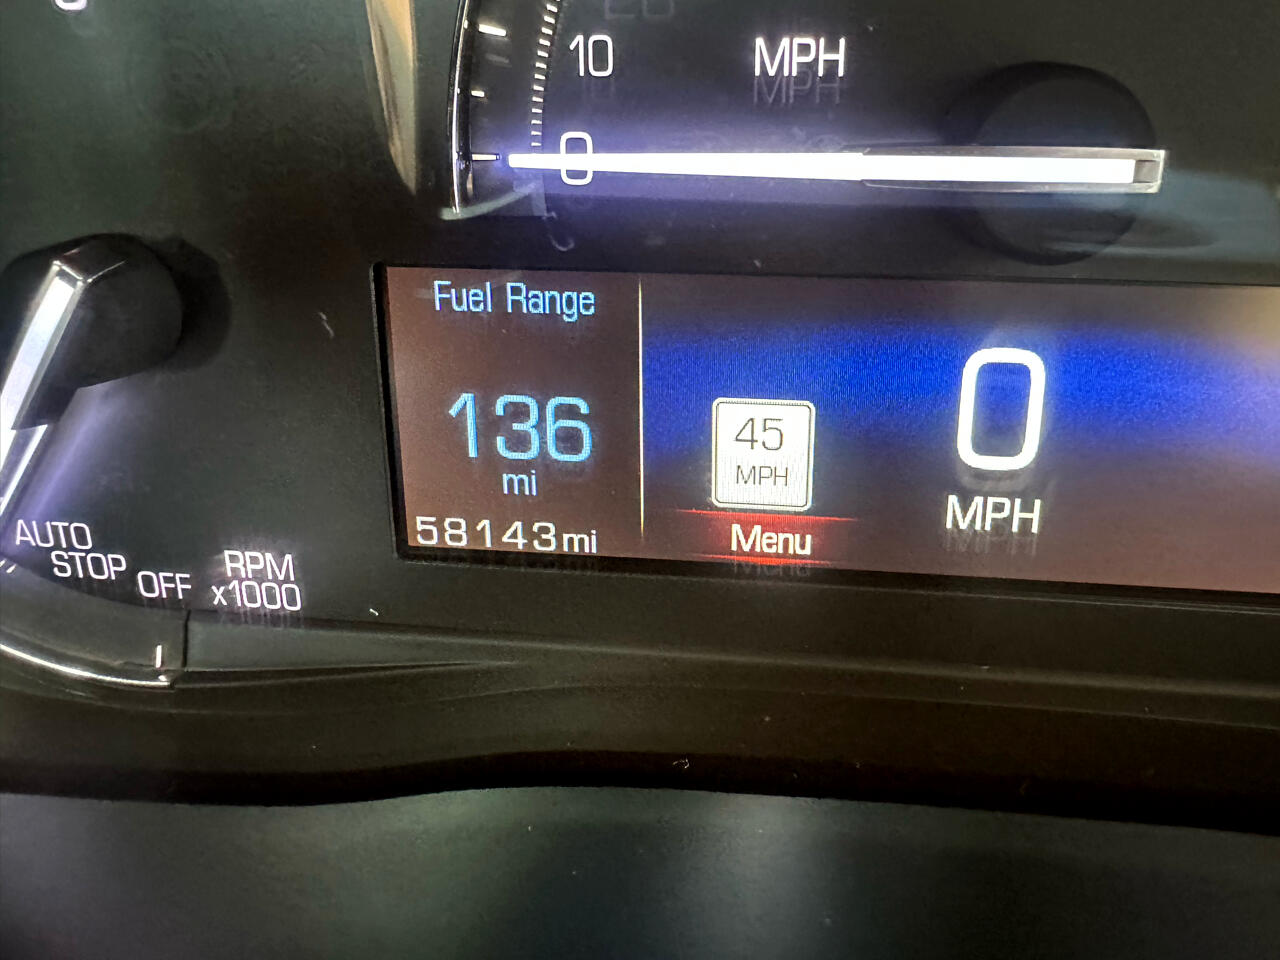 10
MPH
0
Fuel Range
136
mi
58143mi
45
MPH
Menu
0
MPH
AUTO
STOP
OFF
RPM
x1000